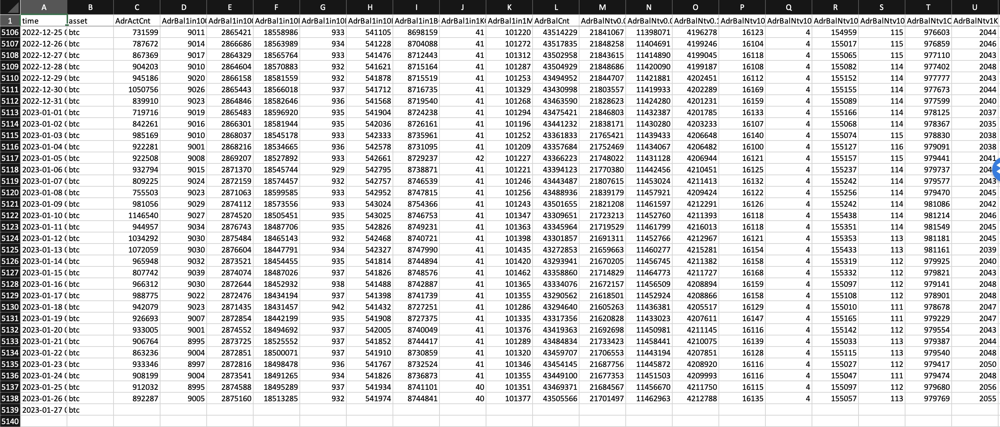 A B C D E F G H I J K L M N O P Q R S T U
1 time asset AdrActCnt AdrBal1in100 AdrBal1in100 AdrBal1in10 AdrBal1in10 AdrBal1in10 AdrBal1in1B AdrBal1in1K AdrBal1in1M AdrBalCnt AdrBalNtv0.0 AdrBalNtv0.0 AdrBalNtv0.1 AdrBalNtv10 AdrBalNtv10 AdrBalNtv10 AdrBalNtv10 AdrBalNtv1C AdrBalNtv1K
5106 2022-12-25 0 btc 731599 9011 2865421 18558986 933 541105 8698159 41 101220 43514229 21841067 11398071 4196278 16123 4 154959 115 976603 2044
5107 2022-12-26 0 btc 787672 9014 2866686 18563989 934 541228 8704088 41 101272 43517835 21848258 11404691 4199246 16104 4 155017 115 976859 2046
5108 2022-12-27 0 btc 867369 9017 2864329 18565764 933 541476 8712443 41 101312 43502958 21843615 11414890 4199045 16118 4 155065 115 977110 2043
5109 2022-12-28 0 btc 904203 9010 2864604 18570883 932 541621 8715164 41 101287 43504929 21848686 11420090 4199187 16108 4 155082 114 977402 2048
5110 2022-12-29 0 btc 945186 9020 2866158 18581559 932 541878 8715519 41 101253 43494952 21844707 11421881 4202451 16112 4 155152 114 977777 2043
5111 2022-12-30 0 btc 1050756 9026 2865443 18566018 937 541712 8716735 41 101329 43430998 21803557 11419933 4202289 16169 4 155155 114 977673 2044
5112 2022-12-31 0 btc 839910 9023 2864846 18582646 936 541568 8719540 41 101268 43463590 21828623 11424280 4201231 16159 4 155089 114 977599 2040
5113 2023-01-01 0 btc 719716 9019 2865483 18596920 935 541904 8724238 41 101294 43475421 21846803 11432387 4201785 16133 4 155166 114 978125 2037
5114 2023-01-02 0 btc 842261 9016 2866301 18581944 935 542036 8726161 41 101196 43441232 21838171 11430280 4203233 16107 4 155068 114 978367 2035
5115 2023-01-03 0 btc 985169 9010 2868037 18545178 933 542333 8735961 41 101252 43361833 21765421 11439433 4206648 16140 4 155074 115 978830 2038
5116 2023-01-04 0 btc 922281 9001 2868216 18534665 936 542578 8731095 41 101209 43357684 21752469 11434067 4206482 16100 4 155127 116 979091 2038
5117 2023-01-05 0 btc 922508 9008 2869207 18527892 933 542661 8729237 42 101227 43366223 21748022 11431128 4206944 16121 4 155157 115 979441 2041
5118 2023-01-06 0 btc 932794 9015 2871370 18545744 929 542795 8738871 41 101221 43394123 21770380 11442456 4210451 16125 4 155237 114 979737 204
5119 2023-01-07 0 btc 809225 9024 2872159 18574457 932 542757 8746539 41 101246 43443487 21807615 11453024 4211413 16132 4 155242 114 979577 2043
5120 2023-01-08 0 btc 755503 9023 2871063 18599585 933 542952 8747815 41 101256 43488936 21839179 11457921 4209424 16122 4 155256 114 979470 2045
5121 2023-01-09 0 btc 981056 9029 2874112 18573556 933 543024 8754366 41 101243 43501655 21821208 11461597 4212291 16126 4 155242 114 981086 2042
5122 2023-01-10 0 btc 1146540 9027 2874520 18505451 935 543025 8746753 41 101347 43309651 21723213 11452760 4211393 16118 4 155438 114 981214 2046
5123 2023-01-11 0 btc 944957 9034 2876743 18487706 935 542826 8749231 41 101363 43345964 21719529 11461799 4216013 16118 4 155351 114 981549 2045
5124 2023-01-12 0 btc 1034292 9030 2875484 18465143 932 542468 8740721 41 101398 43301857 21691311 11452766 4212967 16121 4 155353 113 981181 2045
5125 2023-01-13 0 btc 1072059 9030 2876604 18447791 934 542327 8747990 41 101435 43272853 21659663 11460277 4215281 16154 4 155433 113 981161 2039
5126 2023-01-14 0 btc 965948 9032 2873521 18454455 935 541814 8744894 41 101420 43293941 21670205 11456745 4211382 16158 4 155319 112 979925 2040
5127 2023-01-15 0 btc 807742 9039 2874074 18487026 937 541826 8748576 41 101462 43358860 21714829 11464773 4211727 16168 4 155332 112 979821 2043
5128 2023-01-16 0 btc 966312 9030 2872644 18452932 938 541488 8742887 41 101365 43334076 21672157 11456509 4208894 16159 4 155097 112 979141 2048
5129 2023-01-17 0 btc 988775 9022 2872476 18434194 937 541398 8741739 41 101355 43290562 21618501 11452924 4208866 16158 4 155108 112 978901 2048
5130 2023-01-18 0 btc 942079 9023 2871435 18431457 942 541432 8727251 41 101286 43294640 21605263 11436381 4205517 16129 4 155010 111 978678 2047
5131 2023-01-19 0 btc 926693 9007 2872854 18442199 935 541908 8727375 41 101335 43317356 21620828 11433023 4207611 16147 4 155165 111 979229 2047
5132 2023-01-20 0 btc 933005 9001 2874552 18494692 937 542005 8740049 41 101376 43419363 21692698 11450981 4211145 16116 4 155142 112 979554 2043
5133 2023-01-21 0 btc 906764 8995 2873725 18525552 937 541852 8744417 41 101289 43484834 21733423 11458441 4210075 16139 4 155033 113 979387 2044
5134 2023-01-22 0 btc 863236 9004 2872851 18500071 937 541910 8730859 41 101320 43459707 21706553 11443194 4207851 16128 4 155115 113 979540 2048
5135 2023-01-23 0 btc 933346 8997 2872816 18498478 936 541767 8732524 41 101346 43454145 21687756 11445872 4208920 16116 4 155027 112 979417 2050
5136 2023-01-24 0 btc 908199 9004 2873541 18491265 934 541826 8736873 41 101355 43449100 21677353 11451503 4209993 16116 4 155047 111 979474 2048
5137 2023-01-25 0 btc 912032 8995 2874588 18495289 937 541934 8741101 40 101351 43469371 21684567 11456670 4211750 16115 4 155097 112 979680 2056
5138 2023-01-26 0 btc 892287 9005 2875160 18513285 932 541974 8744841 40 101377 43505566 21701497 11462963 4212788 16135 4 155057 113 979769 2055
5139 2023-01-27 0 btc
5140